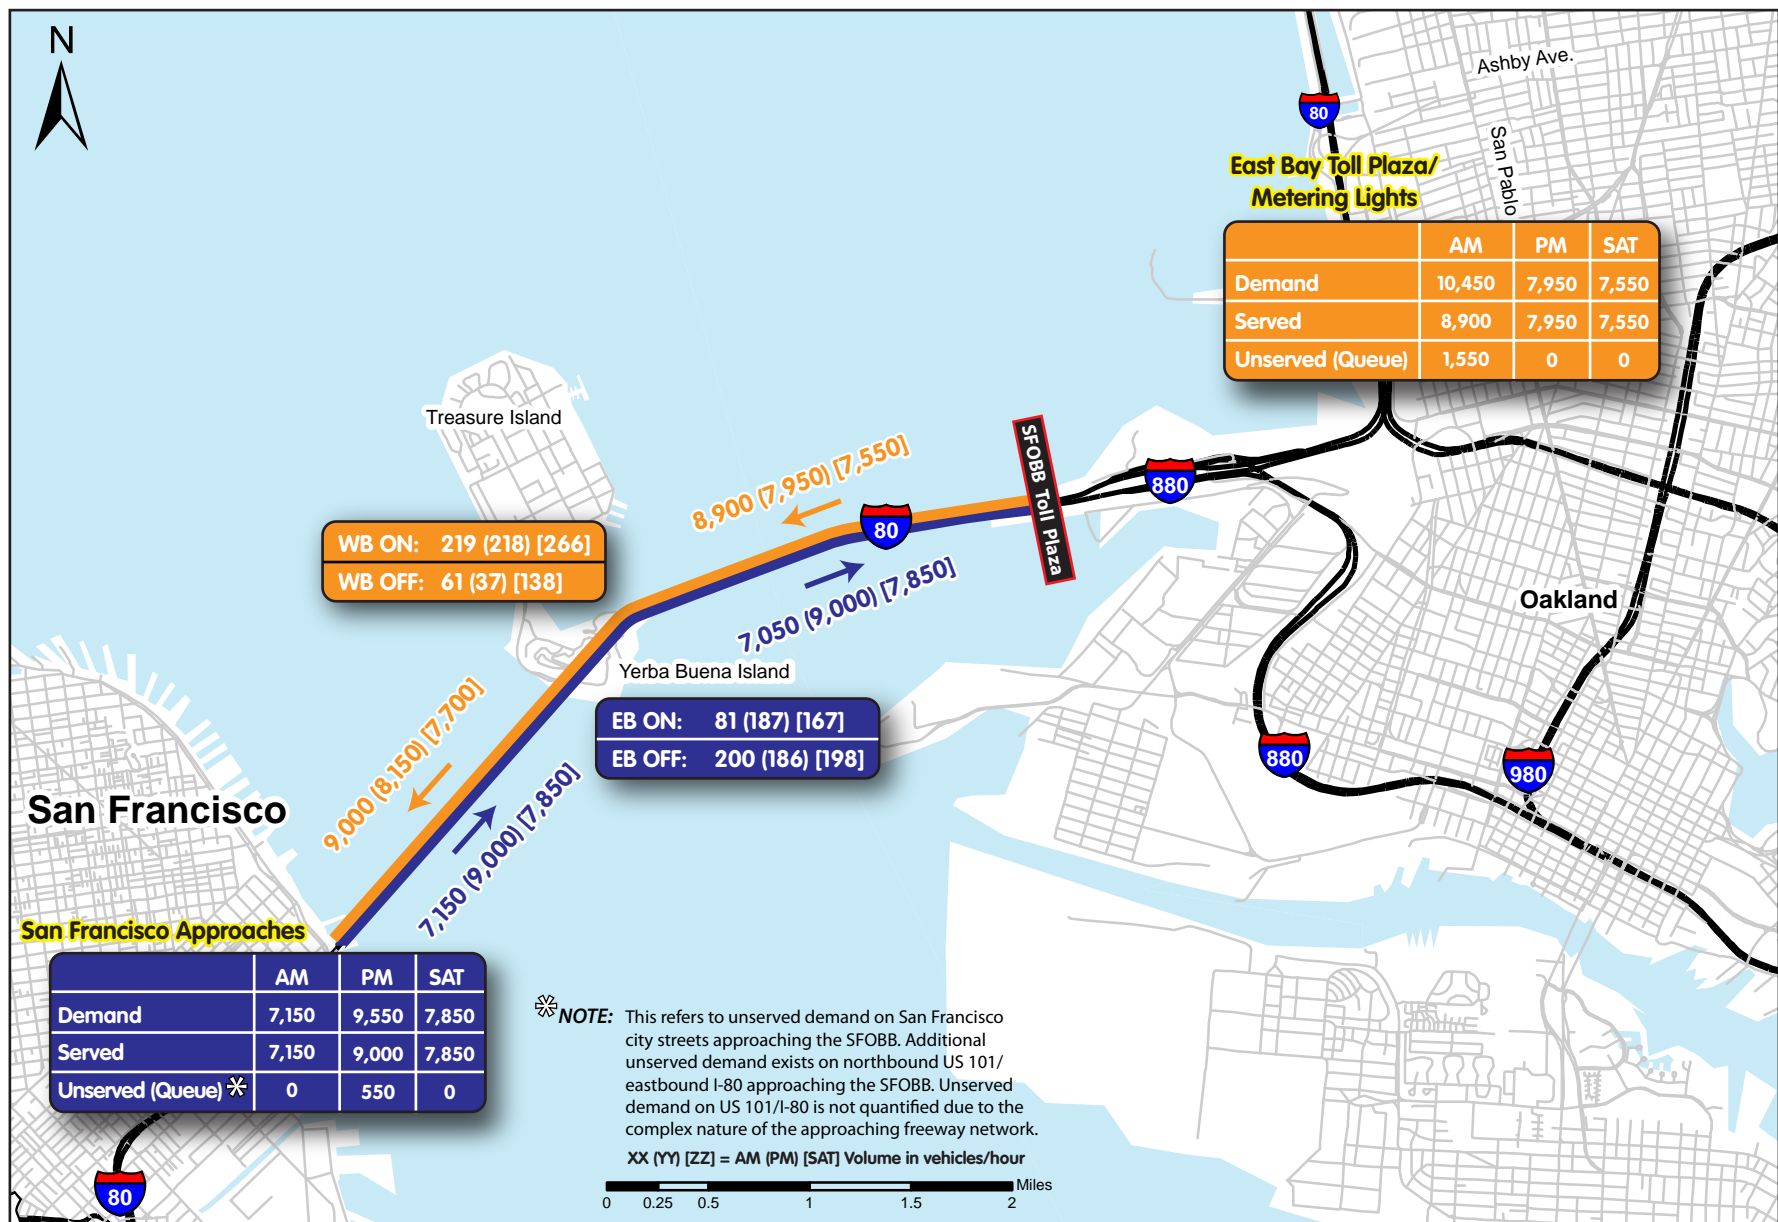 N
Ashby Ave.
80
San Pablo
East Bay Toll Plaza/
Metering Lights
AM PM SAT
Demand 10,450 7,950 7,550
Served 8,900 7,950 7,550
Unserved (Queue) 1,550 0 0
Treasure Island
8,900 (7,950) [7,550]
SFOBB Toll Plaza
880
80
WB ON: 219 (218) [266]
WB OFF: 61 (37) [138]
7,050 (9,000) [7,850]
Oakland
Yerba Buena Island
9,000 (8,150) [7,700]
EB ON: 81 (187) [167]
EB OFF: 200 (186) [198]
880
980
San Francisco
7,150 (9,000) [7,850]
San Francisco Approaches
AM PM SAT
Demand 7,150 9,550 7,850
Served 7,150 9,000 7,850
Unserved (Queue) * 0 550 0
* NOTE: This refers to unserved demand on San Francisco
city streets approaching the SFOBB. Additional
unserved demand exists on northbound US 101/
eastbound I-80 approaching the SFOBB. Unserved
demand on US 101/I-80 is not quantified due to the
complex nature of the approaching freeway network.
XX (YY) [ZZ] = AM (PM) [SAT] Volume in vehicles/hour
Miles
0 0.25 0.5 1 1.5 2
80